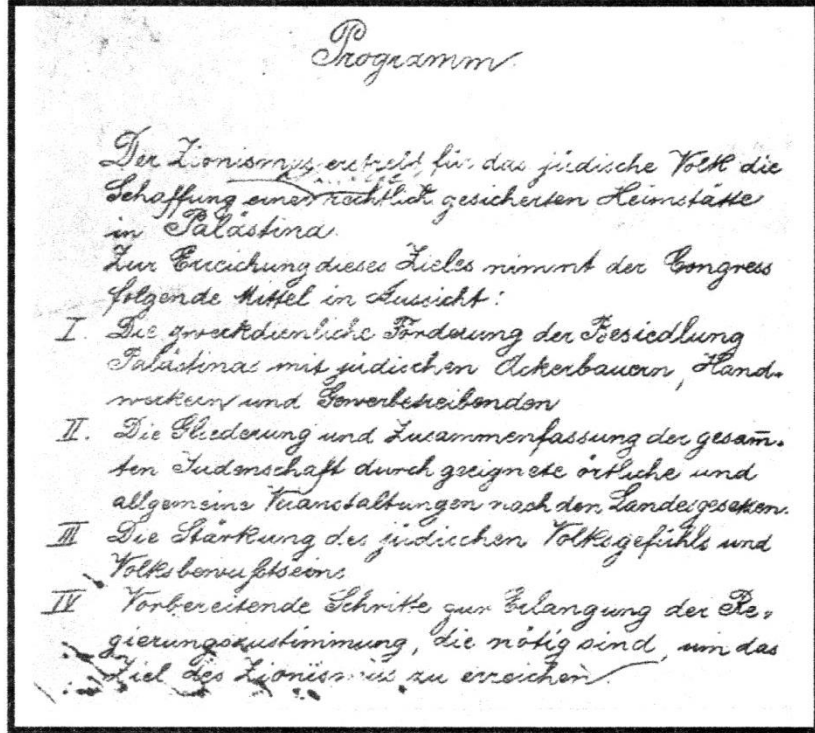 Programm
Der Zionismus erstrebt für das jüdische Volk die
Schaffung einer rechtlich gesicherten Heimstätte
in Palästina.
Zur Erreichung dieses Zieles nimmt der Congress
folgende Mittel in Aussicht:
I. Die zweckdienliche Förderung der Besiedlung
Palästinas mit jüdischen Ackerbauern, Hand-
werkern und Gewerbetreibenden
II. Die Gliederung und Zusammenfassung der gesam̄-
ten Judenschaft durch geeignete örtliche und
allgemeine Veranstaltungen nach den Landesgesetzen.
III Die Stärkung des jüdischen Volksgefühls und
Volksbewußtseins
IV Vorbereitende Schritte zur Erlangung der Re-
gierungszustimmung, die nötig sind, um das
Ziel des Zionismus zu erreichen.